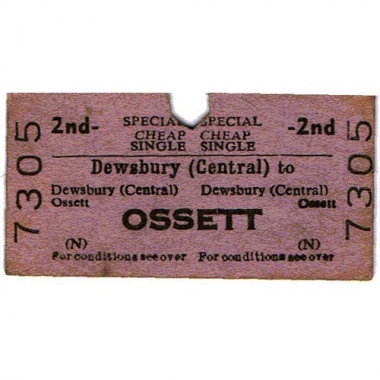 7305
2nd- SPECIAL SPECIAL -2nd
CHEAP CHEAP
SINGLE SINGLE
Dewsbury (Central) to
Dewsbury (Central) Dewsbury (Central)
Ossett Ossett
OSSETT
(N) (N)
For conditions see over For conditions see over
7305